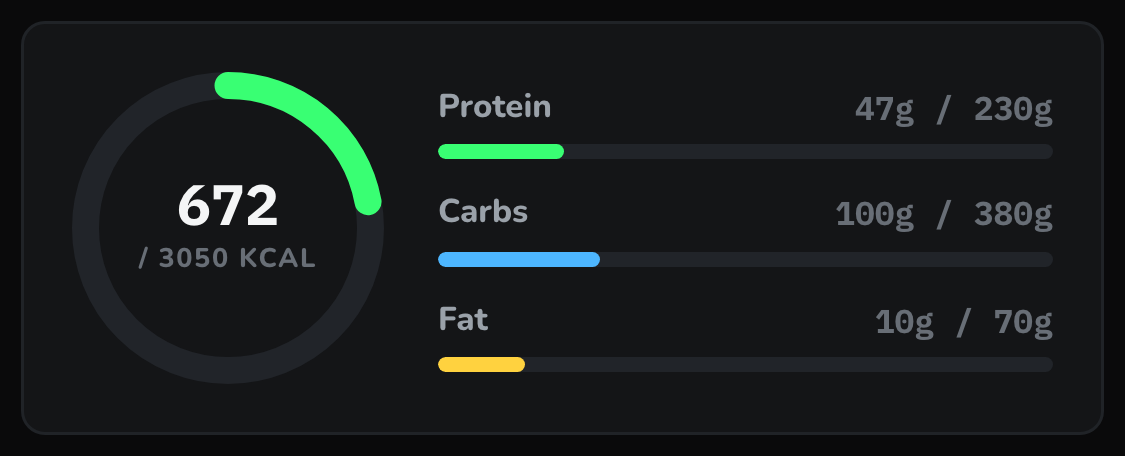 672
/ 3050 KCAL
Protein 47g / 230g
Carbs 100g / 380g
Fat 10g / 70g